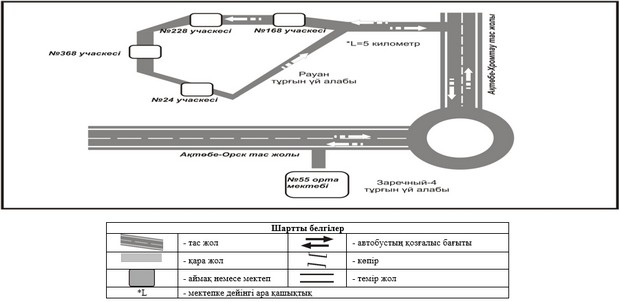 №228 учаскесі
№168 учаскесі
*L=5 километр
№368 учаскесі
Рауан
тұрғын үй алабы
Ақтөбе-Хромтау тас жолы
№24 учаскесі
Ақтөбе-Орск тас жолы
№55 орта
мектебі
Заречный-4
тұрғын үй алабы
Шартты белгілер
- тас жол
- автобустың қозғалыс бағыты
- қара жол
- көпір
- аймақ немесе мектеп
- темір жол
*L
- мектепке дейінгі ара қашықтық